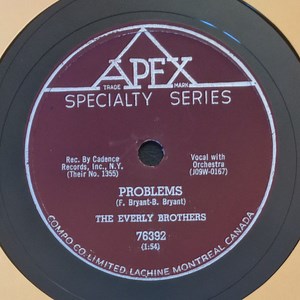 APEX
TRADE MARK
SPECIALTY SERIES
Rec. By Cadence
Records, Inc., N.Y.
(Their No. 1355)
Vocal with
Orchestra
(J09W-0167)
PROBLEMS
(F. Bryant-B. Bryant)
THE EVERLY BROTHERS
76392
(1:54)
COMPO CO. LIMITED, LACHINE MONTREAL CANADA